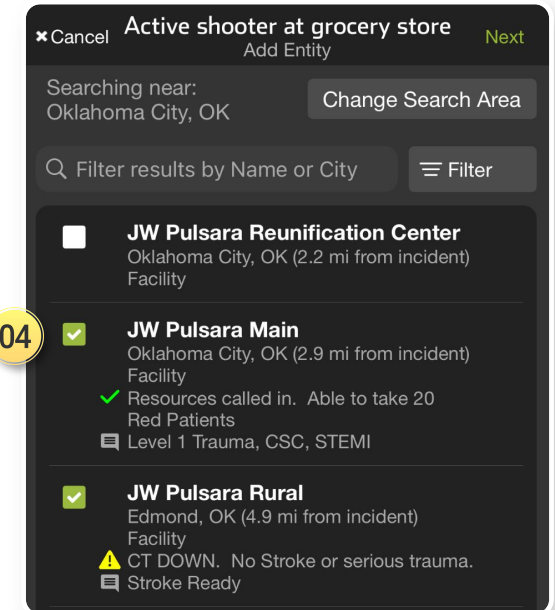 Active shooter at grocery store
× Cancel
Add Entity
Next
Searching near:
Oklahoma City, OK
Change Search Area
Filter results by Name or City
Filter
JW Pulsara Reunification Center
Oklahoma City, OK (2.2 mi from incident)
Facility
04
JW Pulsara Main
Oklahoma City, OK (2.9 mi from incident)
Facility
Resources called in.  Able to take 20
Red Patients
Level 1 Trauma, CSC, STEMI
JW Pulsara Rural
Edmond, OK (4.9 mi from incident)
Facility
CT DOWN.  No Stroke or serious trauma.
Stroke Ready